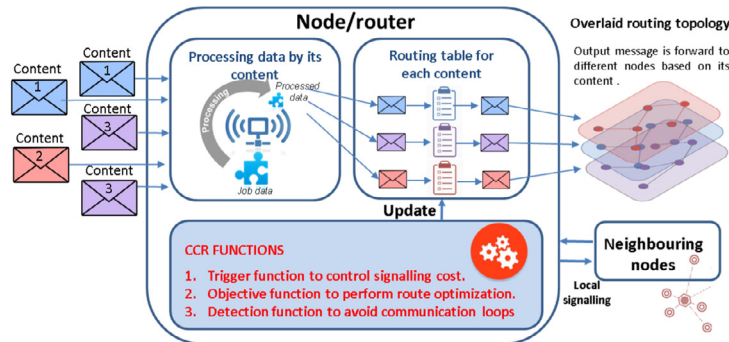 Node/router
Overlaid routing topology
Output message is forward to
different nodes based on its
content .
Content
Content
1
1
Content
3
Content
2
Content
3
Processing data by its
content
Processed
data
Processing
Job data
Routing table for
each content
Update
CCR FUNCTIONS
1. Trigger function to control signalling cost.
2. Objective function to perform route optimization.
3. Detection function to avoid communication loops
Neighbouring
nodes
Local
signalling